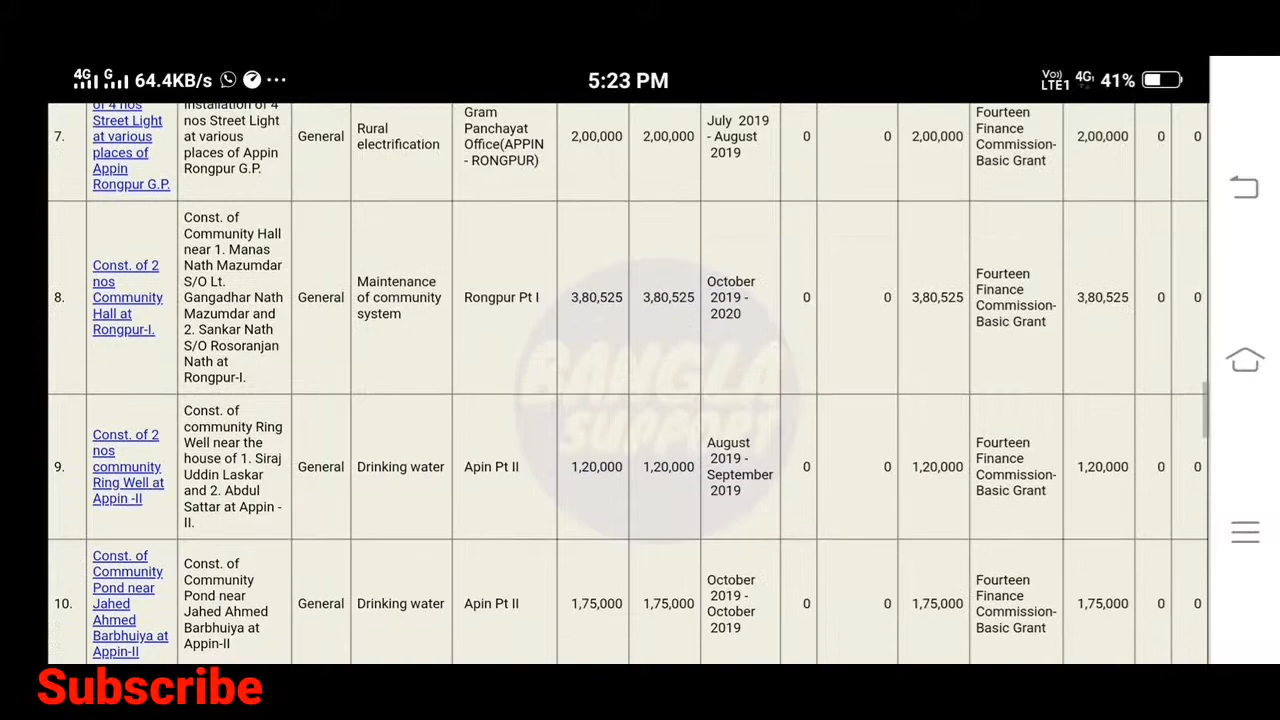 4G G 64.4KB/s
5:23 PM
Vo)) LTE1 4G 41%
of 4 nos
Street Light
at various
places of
Appin
Rongpur G.P.
Installation of 4
nos Street Light
at various
places of Appin
Rongpur G.P.
7.
General
Rural
electrification
Gram
Panchayat
Office(APPIN
- RONGPUR)
2,00,000
2,00,000
July 2019
- August
2019
0
0
2,00,000
Fourteen
Finance
Commission-
Basic Grant
2,00,000
0
0
8.
Const. of 2
nos
Community
Hall at
Rongpur-I.
Const. of
Community Hall
near 1. Manas
Nath Mazumdar
S/O Lt.
Gangadhar Nath
Mazumdar and
2. Sankar Nath
S/O Rosoranjan
Nath at
Rongpur-I.
General
Maintenance
of community
system
Rongpur Pt I
3,80,525
3,80,525
October
2019 -
2020
0
0
3,80,525
Fourteen
Finance
Commission-
Basic Grant
3,80,525
0
0
BANGLA
SUPPORT
9.
Const. of 2
nos
community
Ring Well at
Appin -II
Const. of
community Ring
Well near the
house of 1. Siraj
Uddin Laskar
and 2. Abdul
Sattar at Appin -
II.
General
Drinking water
Apin Pt II
1,20,000
1,20,000
August
2019 -
September
2019
0
0
1,20,000
Fourteen
Finance
Commission-
Basic Grant
1,20,000
0
0
10.
Const. of
Community
Pond near
Jahed
Ahmed
Barbhuiya at
Appin-II
Const. of
Community
Pond near
Jahed Ahmed
Barbhuiya at
Appin-II
General
Drinking water
Apin Pt II
1,75,000
1,75,000
October
2019 -
October
2019
0
0
1,75,000
Fourteen
Finance
Commission-
Basic Grant
1,75,000
0
0
Subscribe